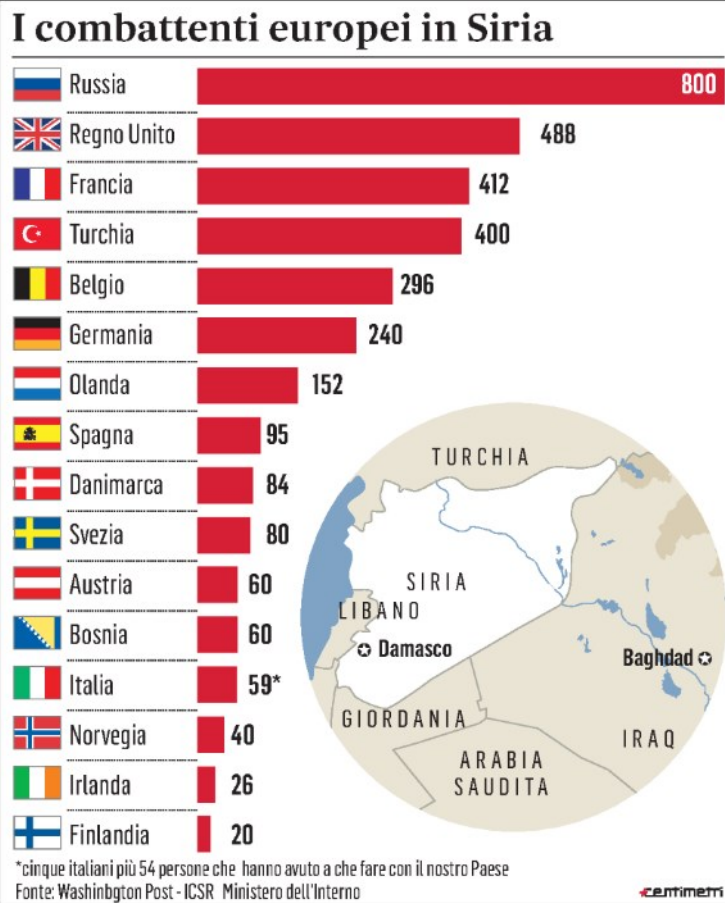 I combattenti europei in Siria
Russia 800
Regno Unito 488
Francia 412
Turchia 400
Belgio 296
Germania 240
Olanda 152
Spagna 95
Danimarca 84
Svezia 80
Austria 60
Bosnia 60
Italia 59*
Norvegia 40
Irlanda 26
Finlandia 20
TURCHIA
SIRIA
LIBANO
Damasco
Baghdad
GIORDANIA
IRAQ
ARABIA
SAUDITA
*cinque italiani più 54 persone che hanno avuto a che fare con il nostro Paese
Fonte: Washinbgton Post - ICSR Ministero dell'Interno
centimetri